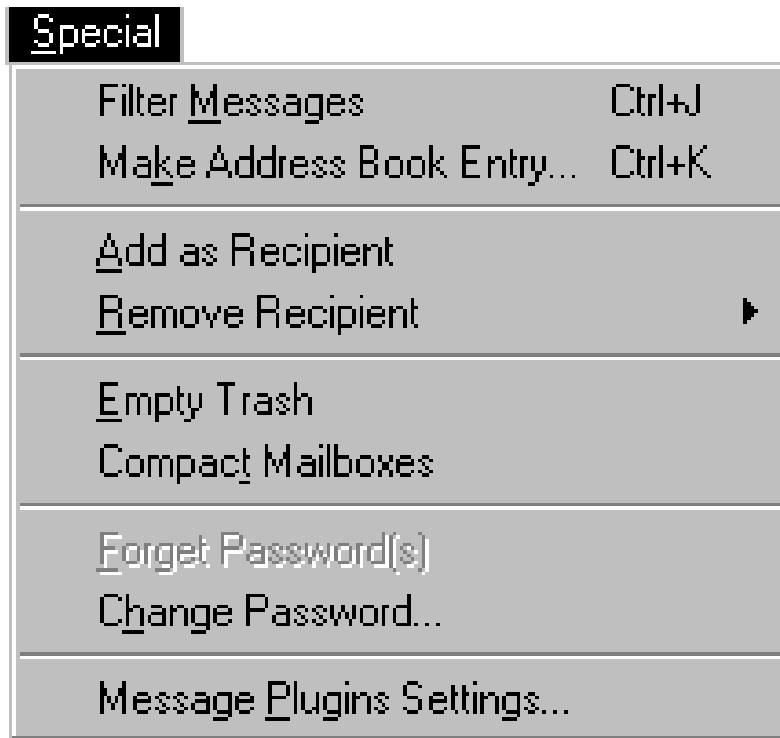 Special
Filter Messages Ctrl+J
Make Address Book Entry... Ctrl+K
Add as Recipient
Remove Recipient
Empty Trash
Compact Mailboxes
Forget Password(s)
Change Password...
Message Plugins Settings...